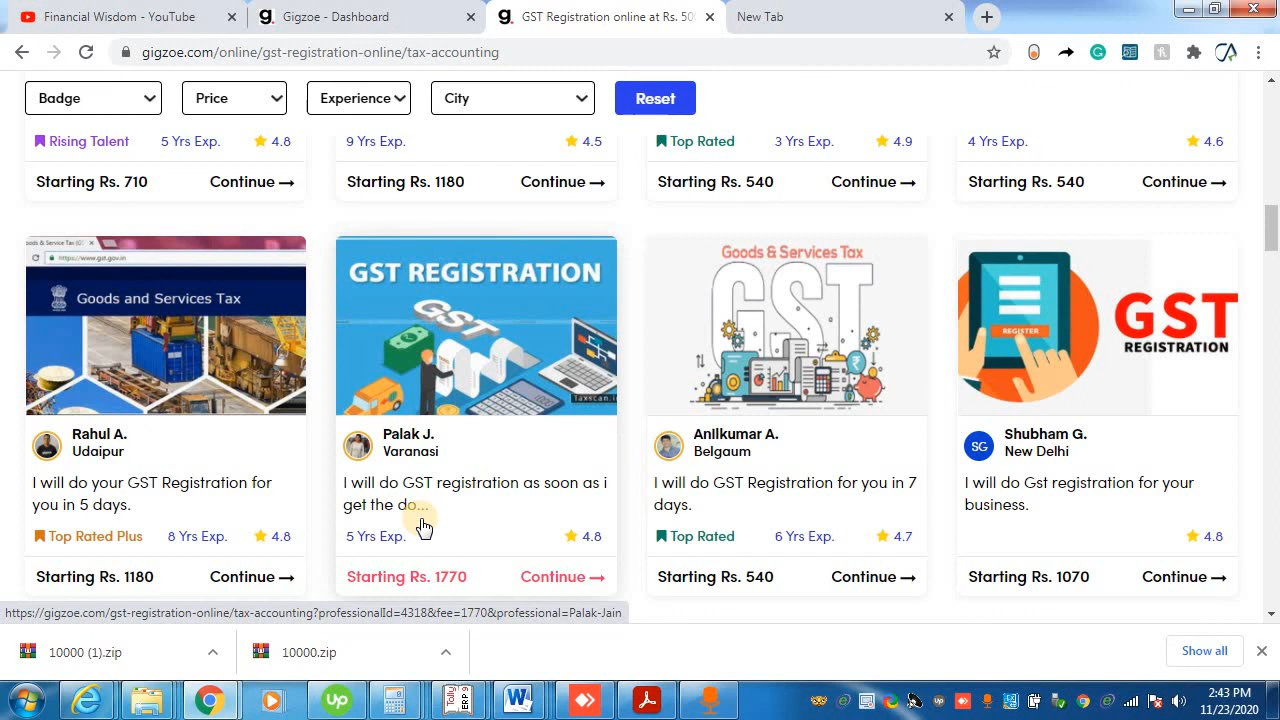 Financial Wisdom - YouTube
Gigzoe - Dashboard
GST Registration online at Rs. 50
New Tab
gigzoe.com/online/gst-registration-online/tax-accounting
Badge
Price
Experience
City
Reset
Rising Talent 5 Yrs Exp. 4.8
9 Yrs Exp. 4.5
Top Rated 3 Yrs Exp. 4.9
4 Yrs Exp. 4.6
Starting Rs. 710 Continue
Starting Rs. 1180 Continue
Starting Rs. 540 Continue
Starting Rs. 540 Continue
https://www.gst.gov.in
Goods and Services Tax
GST REGISTRATION
GST
Taxscan.in
Goods & Services Tax
GST
REGISTER
GST
REGISTRATION
Rahul A.
Udaipur
I will do your GST Registration for
you in 5 days.
Top Rated Plus 8 Yrs Exp. 4.8
Starting Rs. 1180 Continue
Palak J.
Varanasi
I will do GST registration as soon as i
get the do...
5 Yrs Exp. 4.8
Starting Rs. 1770 Continue
Anilkumar A.
Belgaum
I will do GST Registration for you in 7
days.
Top Rated 6 Yrs Exp. 4.7
Starting Rs. 540 Continue
SG
Shubham G.
New Delhi
I will do Gst registration for your
business.
4.8
Starting Rs. 1070 Continue
https://gigzoe.com/gst-registration-online/tax-accounting?professionalId=4318&fee=1770&professional=Palak-Jain
10000 (1).zip
10000.zip
Show all
up
2:43 PM
11/23/2020